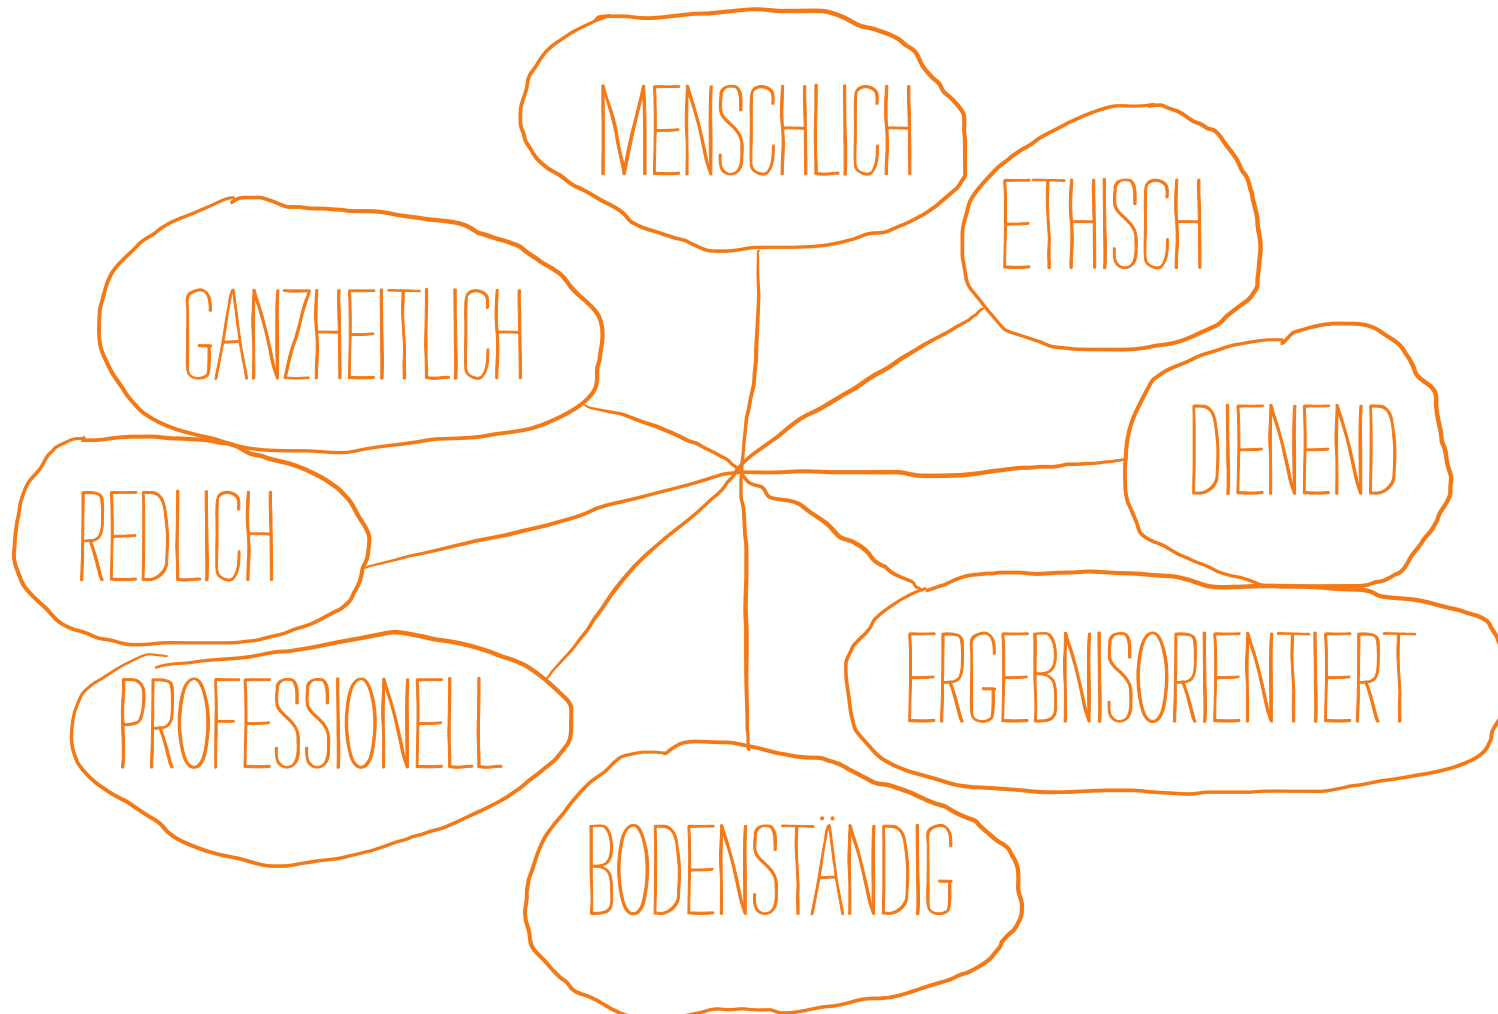 MENSCHLICH
ETHISCH
GANZHEITLICH
DIENEND
REDLICH
ERGEBNISORIENTIERT
PROFESSIONELL
BODENSTÄNDIG